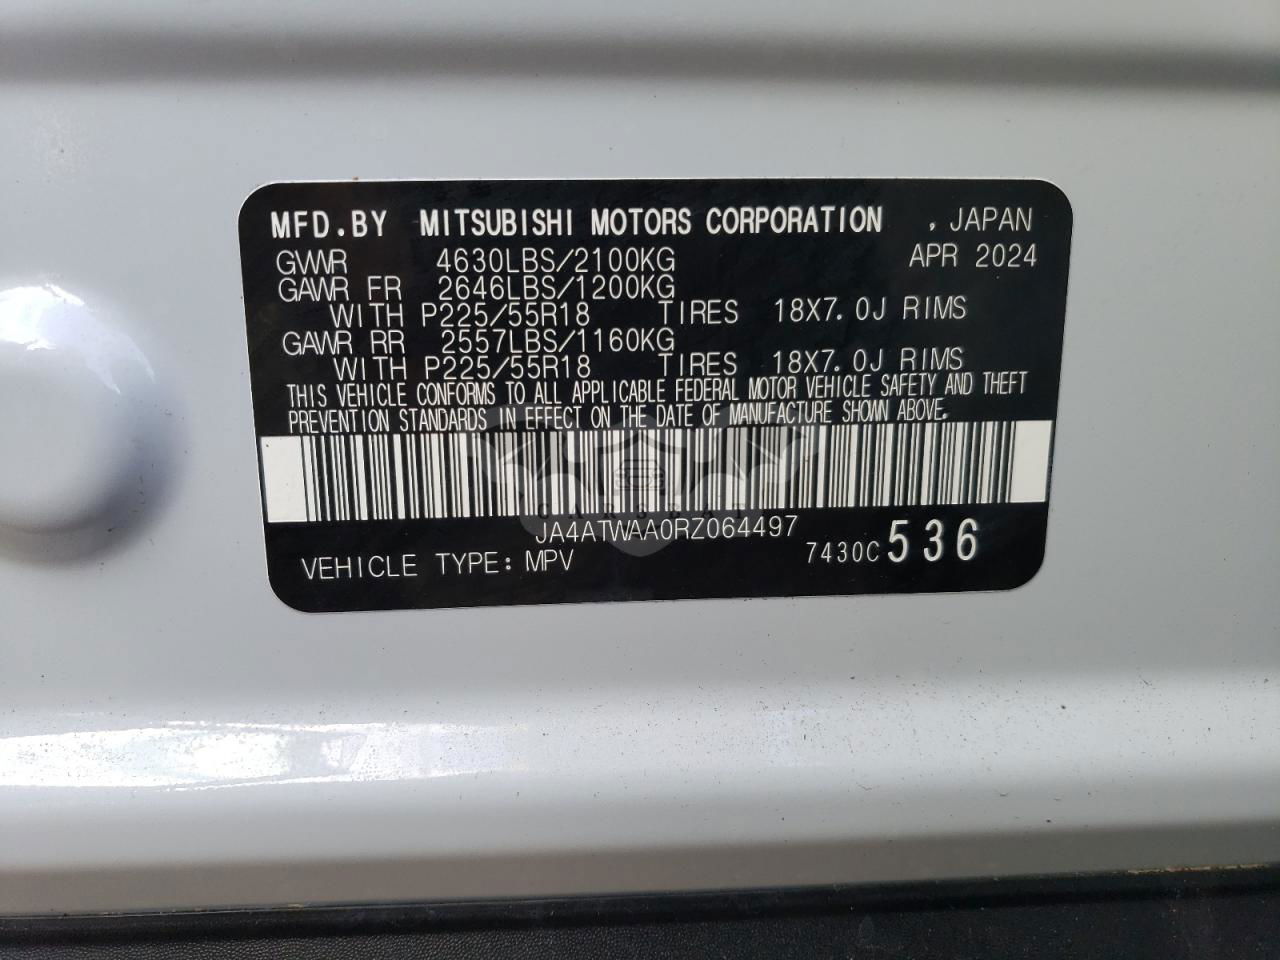 MFD.BY MITSUBISHI MOTORS CORPORATION , JAPAN
GVWR 4630LBS/2100KG APR 2024
GAWR FR 2646LBS/1200KG
WITH P225/55R18 TIRES 18X7.0J RIMS
GAWR RR 2557LBS/1160KG
WITH P225/55R18 TIRES 18X7.0J RIMS
THIS VEHICLE CONFORMS TO ALL APPLICABLE FEDERAL MOTOR VEHICLE SAFETY AND THEFT
PREVENTION STANDARDS IN EFFECT ON THE DATE OF MANUFACTURE SHOWN ABOVE.
JA4ATWAA0RZ064497
VEHICLE TYPE: MPV 7430C 536